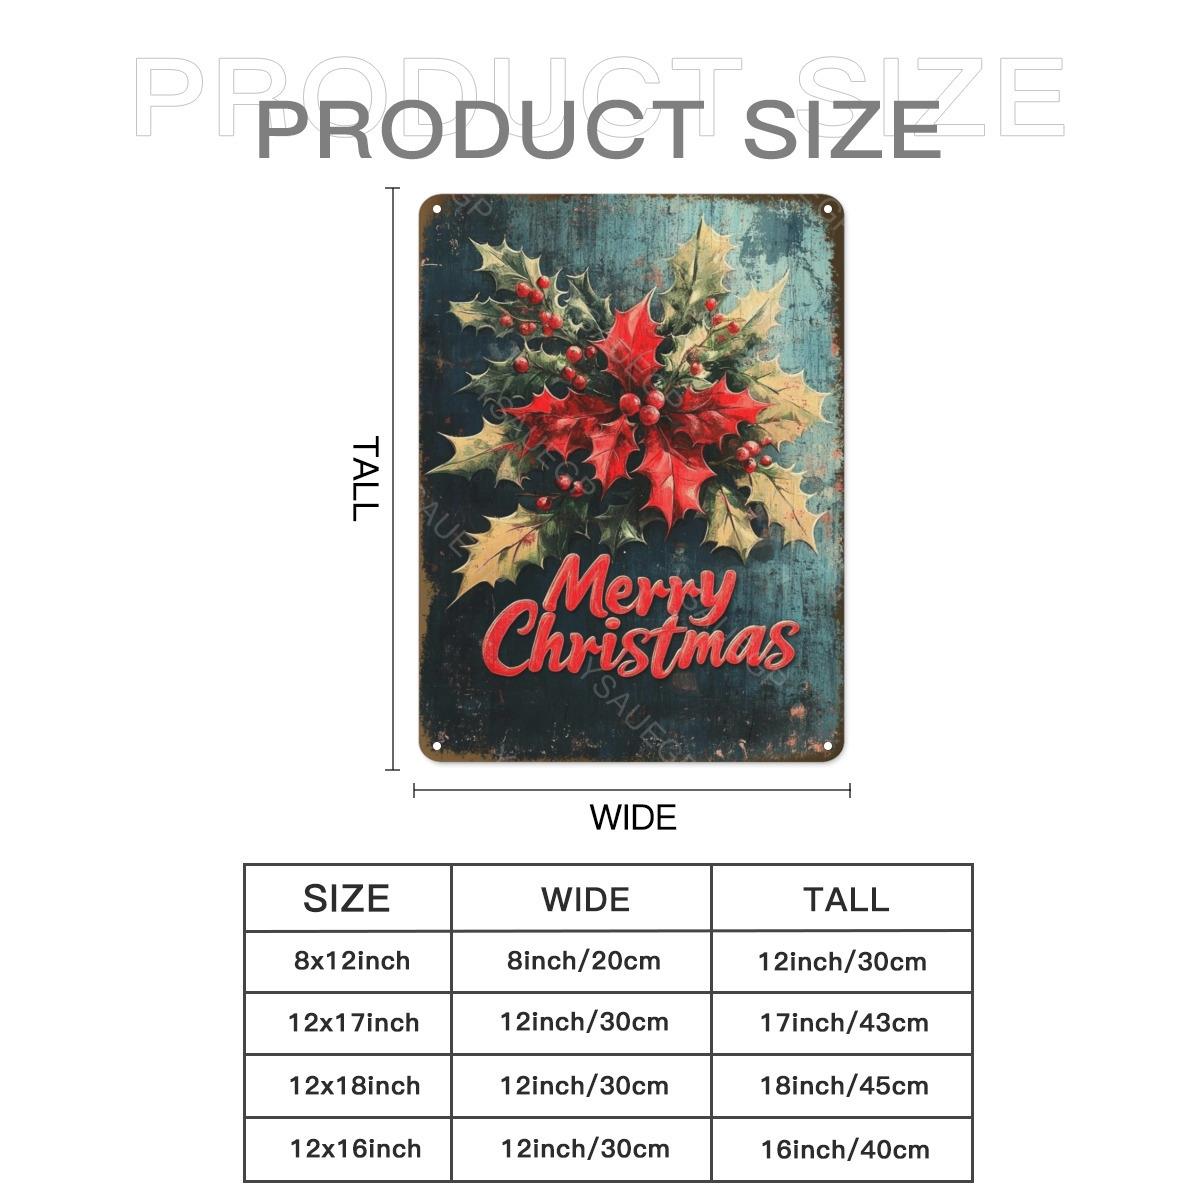 PRODUCT SIZE
PRODUCT SIZE
TALL
Merry
Christmas
YSAUEGP
WIDE
SIZE WIDE TALL
8x12inch 8inch/20cm 12inch/30cm
12x17inch 12inch/30cm 17inch/43cm
12x18inch 12inch/30cm 18inch/45cm
12x16inch 12inch/30cm 16inch/40cm